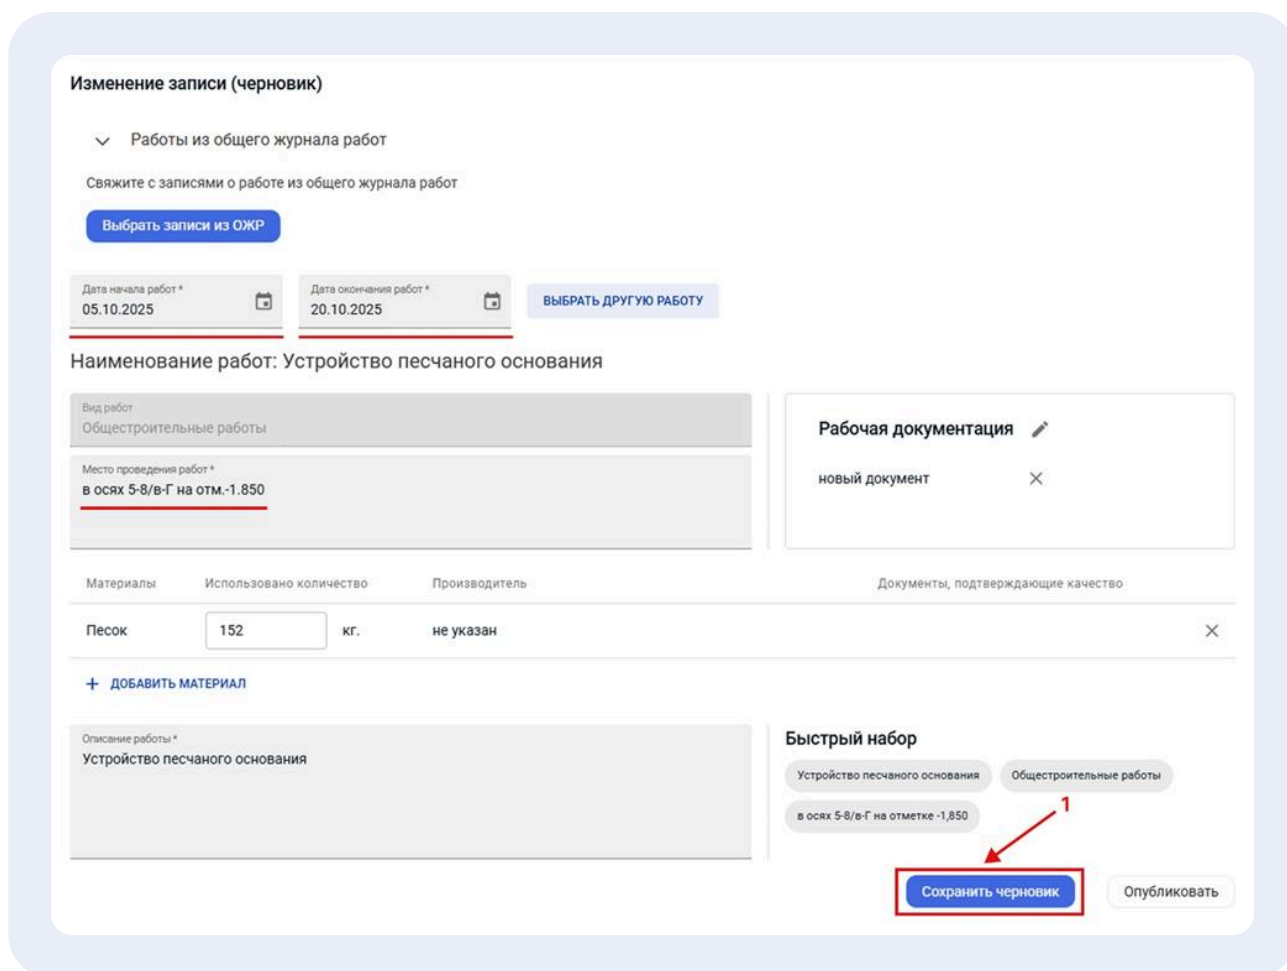 Изменение записи (черновик)
Работы из общего журнала работ
Свяжите с записями о работе из общего журнала работ
Выбрать записи из ОЖР
Дата начала работ *
05.10.2025
Дата окончания работ *
20.10.2025
ВЫБРАТЬ ДРУГУЮ РАБОТУ
Наименование работ: Устройство песчаного основания
Вид работ
Общестроительные работы
Место проведения работ *
в осях 5-8/в-Г на отм.-1.850
Рабочая документация
новый документ
Материалы Использовано количество Производитель Документы, подтверждающие качество
Песок 152 кг. не указан
+ ДОБАВИТЬ МАТЕРИАЛ
Описание работы *
Устройство песчаного основания
Быстрый набор
Устройство песчаного основания Общестроительные работы
в осях 5-8/в-Г на отметке -1,850
1
Сохранить черновик Опубликовать